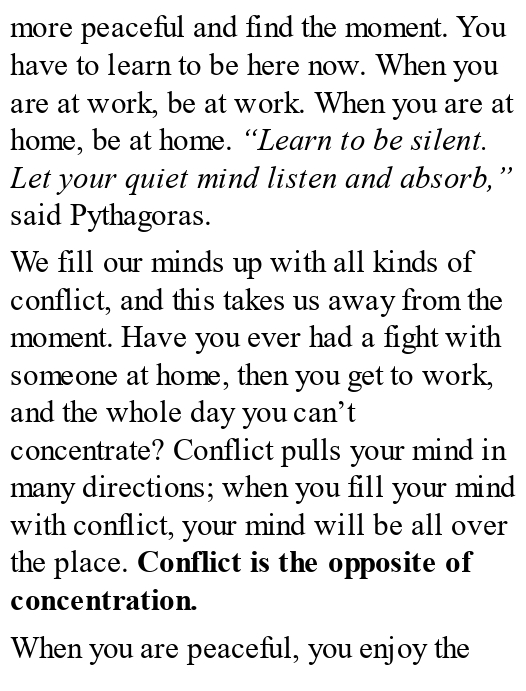 more peaceful and find the moment. You
have to learn to be here now. When you
are at work, be at work. When you are at
home, be at home. “Learn to be silent.
Let your quiet mind listen and absorb,”
said Pythagoras.
We fill our minds up with all kinds of
conflict, and this takes us away from the
moment. Have you ever had a fight with
someone at home, then you get to work,
and the whole day you can’t
concentrate? Conflict pulls your mind in
many directions; when you fill your mind
with conflict, your mind will be all over
the place. Conflict is the opposite of
concentration.
When you are peaceful, you enjoy the